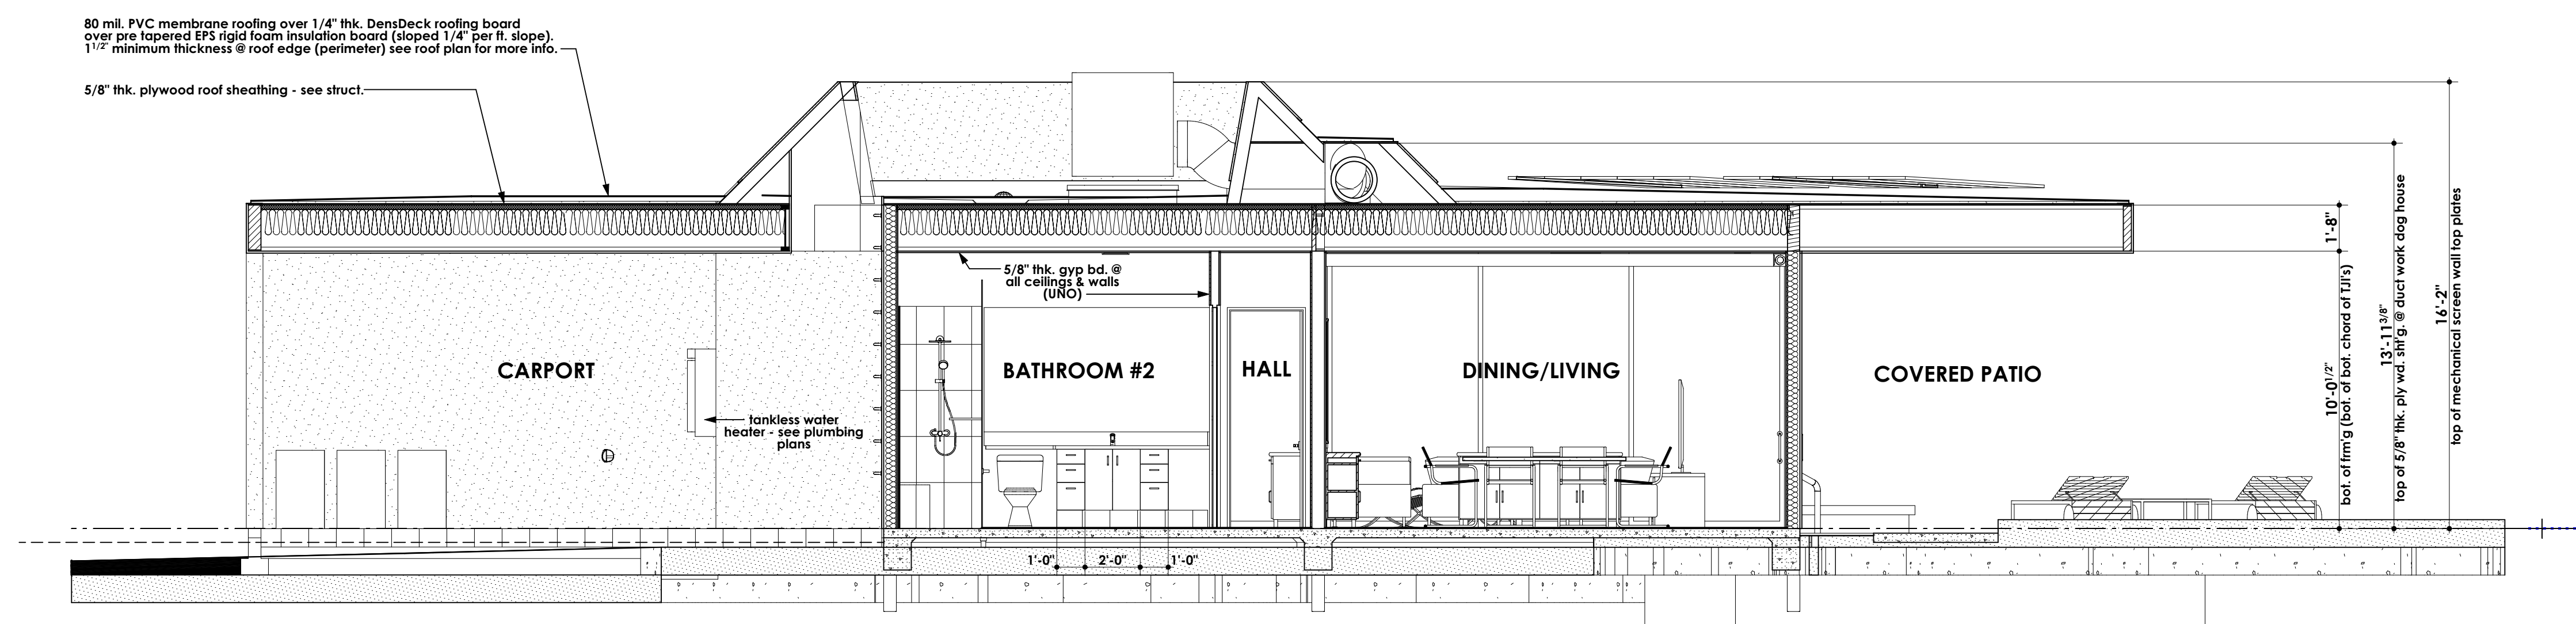 80 mil. PVC membrane roofing over 1/4" thk. DensDeck roofing board
over pre tapered EPS rigid foam insulation board (sloped 1/4" per ft. slope).
1 1/2" minimum thickness @ roof edge (perimeter) see roof plan for more info.
5/8" thk. plywood roof sheathing - see struct.
5/8" thk. gyp bd. @
all ceilings & walls
(UNO)
CARPORT
BATHROOM #2
HALL
DINING/LIVING
COVERED PATIO
tankless water
heater - see plumbing
plans
1'-0"
2'-0"
1'-0"
1'-8"
10'-0 1/2"
bot. of frm'g (bot. of bot. chord of TJI's)
13'-11 3/8"
top of 5/8" thk. ply wd. sht'g. @ duct work dog house
16'-2"
top of mechanical screen wall top plates